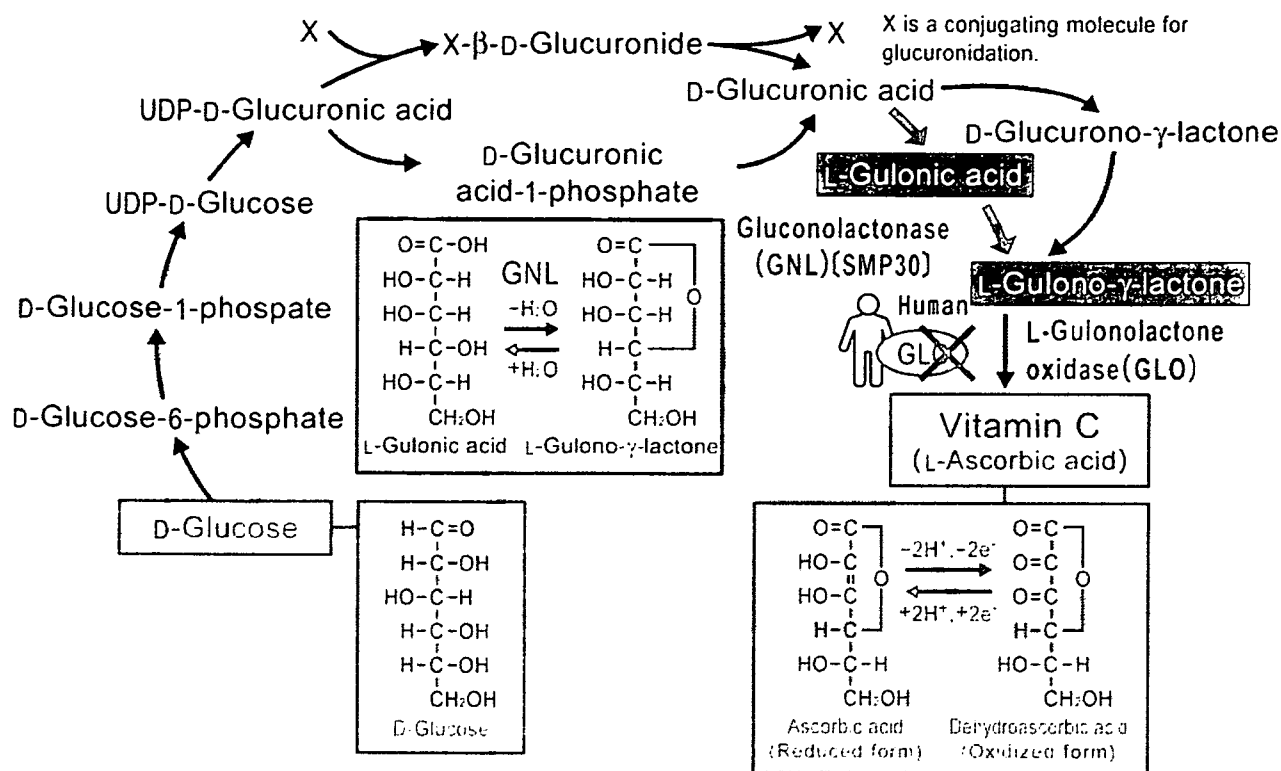 X
X-β-D-Glucuronide
X
X is a conjugating molecule for
glucuronidation.
UDP-D-Glucuronic acid
D-Glucuronic acid
D-Glucurono-γ-lactone
D-Glucuronic
acid-1-phosphate
L-Gulonic acid
UDP-D-Glucose
Gluconolactonase
(GNL)[SMP30]
L-Gulono-γ-lactone
D-Glucose-1-phospate
D-Glucose-6-phosphate
D-Glucose
O=C-OH
HO-C-H
HO-C-H
H-C-OH
HO-C-H
CH2OH
L-Gulonic acid
GNL
-H2O
+H2O
O=C
HO-C-H
HO-C-H
H-C
HO-C-H
CH2OH
O
L-Gulono-γ-lactone
Human
GLO
L-Gulonolactone
oxidase(GLO)
Vitamin C
(L-Ascorbic acid)
H-C=O
H-C-OH
HO-C-H
H-C-OH
H-C-OH
CH2OH
D-Glucose
O=C
HO-C
HO-C
H-C
HO-C-H
CH2OH
O
Ascorbic acid
(Reduced form)
-2H+,-2e-
+2H+,+2e-
O=C
O=C
O=C
H-C
HO-C-H
CH2OH
O
Dehydroascorbic acid
(Oxidized form)